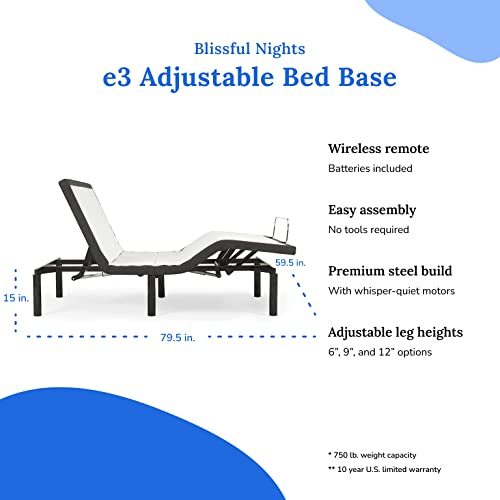 Blissful Nights
e3 Adjustable Bed Base
Wireless remote
Batteries included
Easy assembly
No tools required
59.5 in.
Premium steel build
With whisper-quiet motors
15 in.
79.5 in.
Adjustable leg heights
6”, 9”, and 12” options
* 750 lb. weight capacity
** 10 year U.S. limited warranty